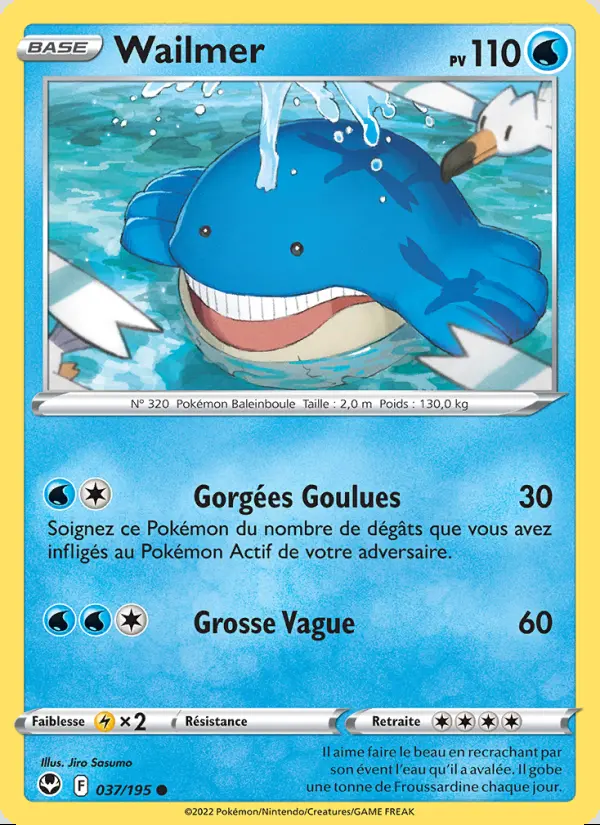 BASE Wailmer PV 110
N° 320 Pokémon Baleinboule Taille : 2,0 m Poids : 130,0 kg
Gorgées Goulues 30
Soignez ce Pokémon du nombre de dégâts que vous avez
infligés au Pokémon Actif de votre adversaire.
Grosse Vague 60
Faiblesse ×2 Résistance Retraite
Illus. Jiro Sasumo
F 037/195
Il aime faire le beau en recrachant par
son évent l'eau qu'il a avalée. Il gobe
une tonne de Froussardine chaque jour.
©2022 Pokémon/Nintendo/Creatures/GAME FREAK